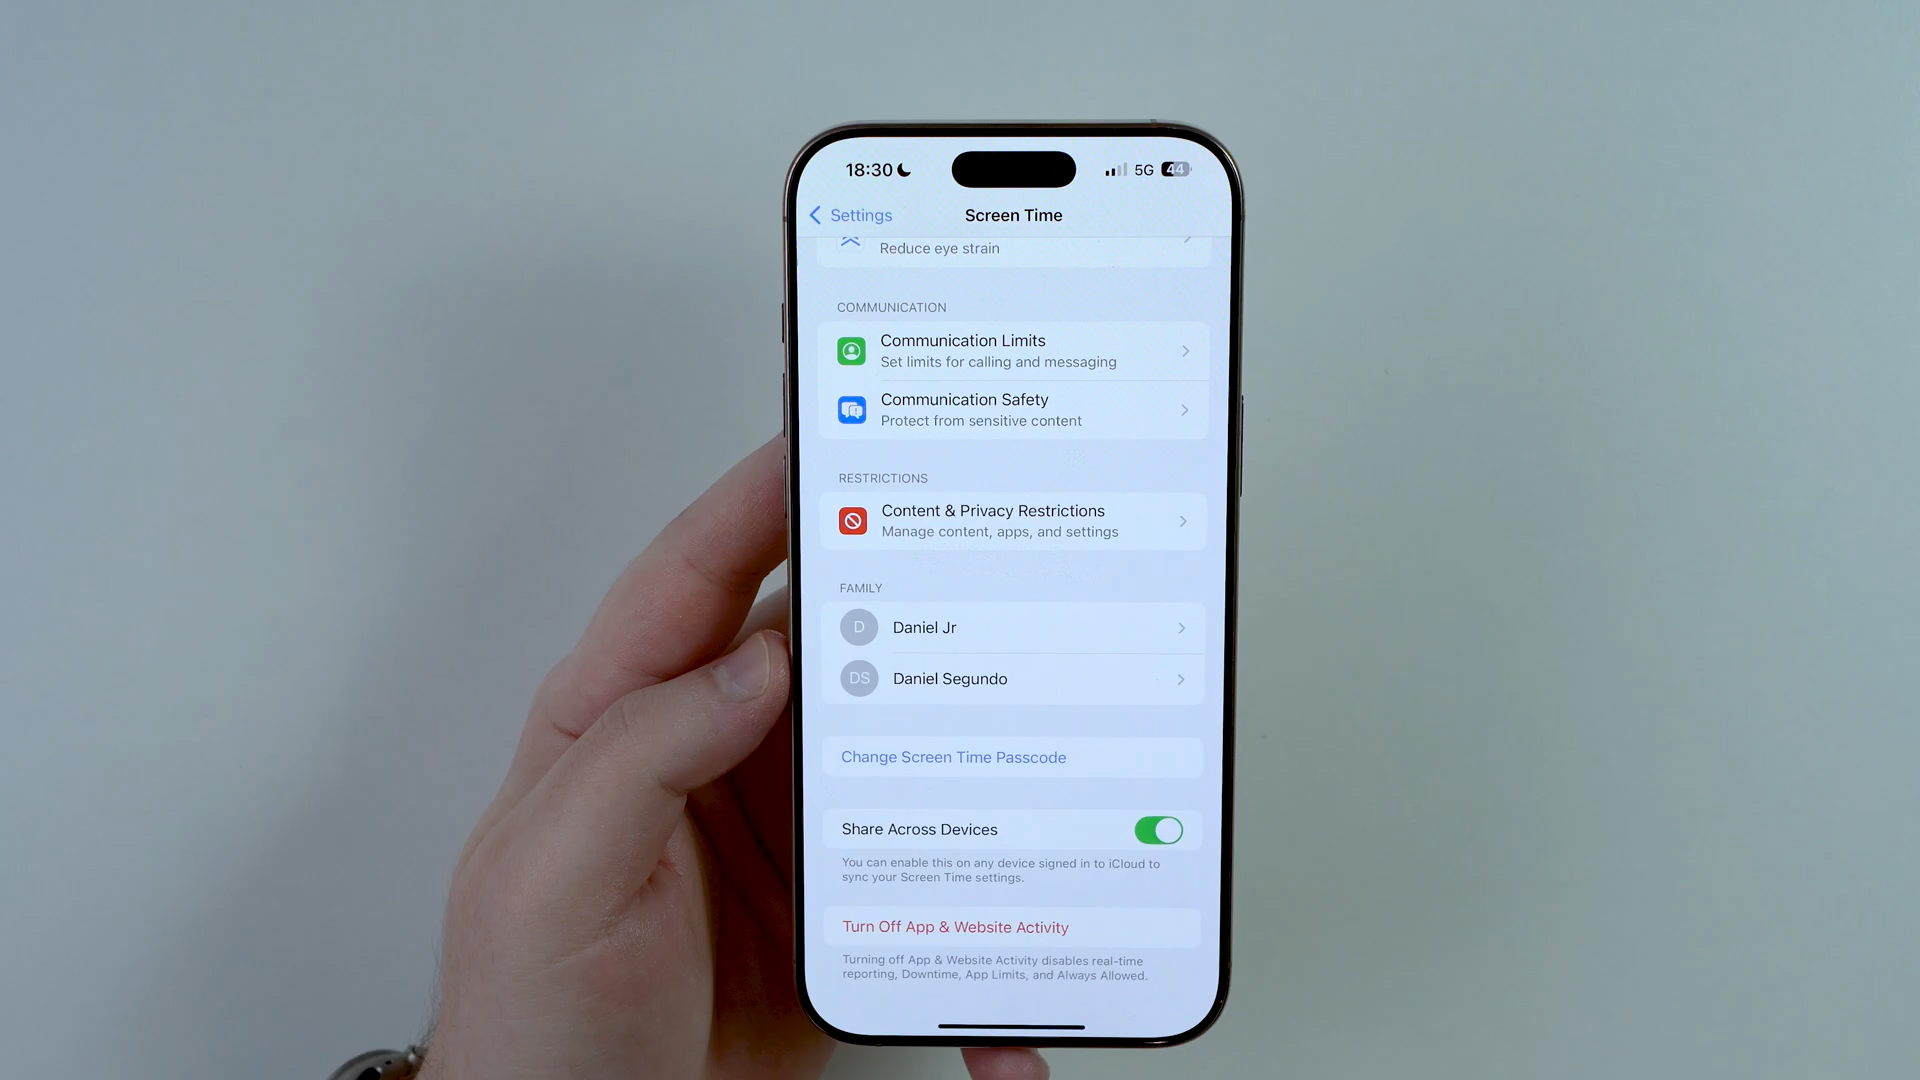 18:30 5G 44
Settings Screen Time
Reduce eye strain
COMMUNICATION
Communication Limits
Set limits for calling and messaging
Communication Safety
Protect from sensitive content
RESTRICTIONS
Content & Privacy Restrictions
Manage content, apps, and settings
FAMILY
D Daniel Jr
DS Daniel Segundo
Change Screen Time Passcode
Share Across Devices
You can enable this on any device signed in to iCloud to
sync your Screen Time settings.
Turn Off App & Website Activity
Turning off App & Website Activity disables real-time
reporting, Downtime, App Limits, and Always Allowed.